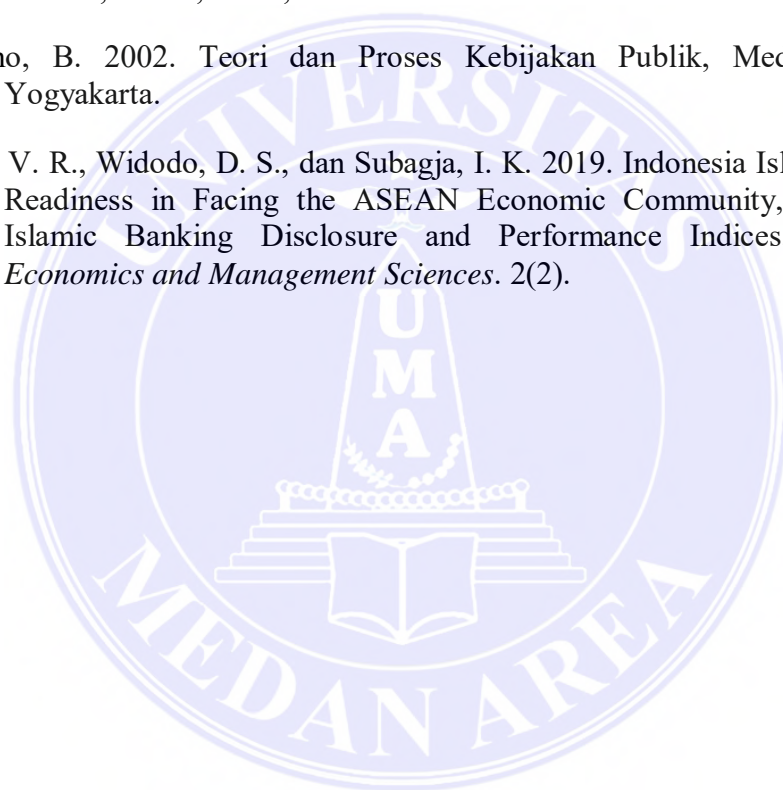 no, B. 2002. Teori dan Proses Kebijakan Publik, Med
Yogyakarta.
V. R., Widodo, D. S., dan Subagja, I. K. 2019. Indonesia Isl
Readiness in Facing the ASEAN Economic Community,
Islamic Banking Disclosure and Performance Indices
Economics and Management Sciences. 2(2).
UNIVERSITAS
U
M
A
MEDAN AREA